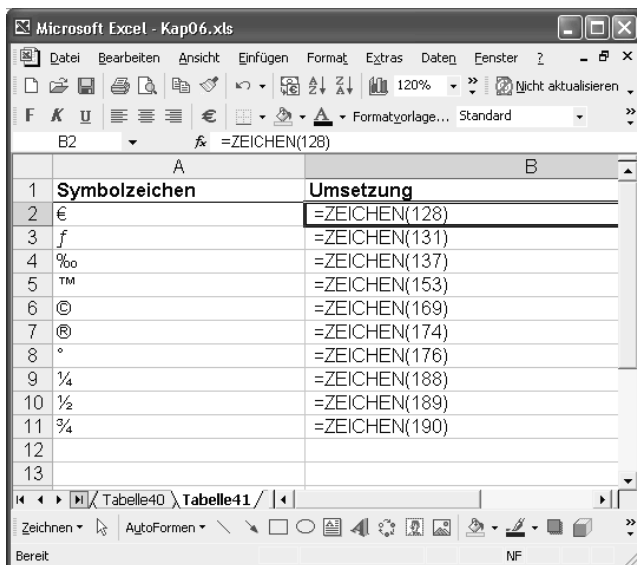 Microsoft Excel - Kap06.xls
Datei Bearbeiten Ansicht Einfügen Format Extras Daten Fenster ?
120% Nicht aktualisieren
F K U € A Formatvorlage... Standard
B2 fx =ZEICHEN(128)
A B
1 Symbolzeichen Umsetzung
2 € =ZEICHEN(128)
3 ƒ =ZEICHEN(131)
4 ‰ =ZEICHEN(137)
5 ™ =ZEICHEN(153)
6 © =ZEICHEN(169)
7 ® =ZEICHEN(174)
8 ° =ZEICHEN(176)
9 ¼ =ZEICHEN(188)
10 ½ =ZEICHEN(189)
11 ¾ =ZEICHEN(190)
12
13
Tabelle40 Tabelle41
Zeichnen AutoFormen
Bereit NF